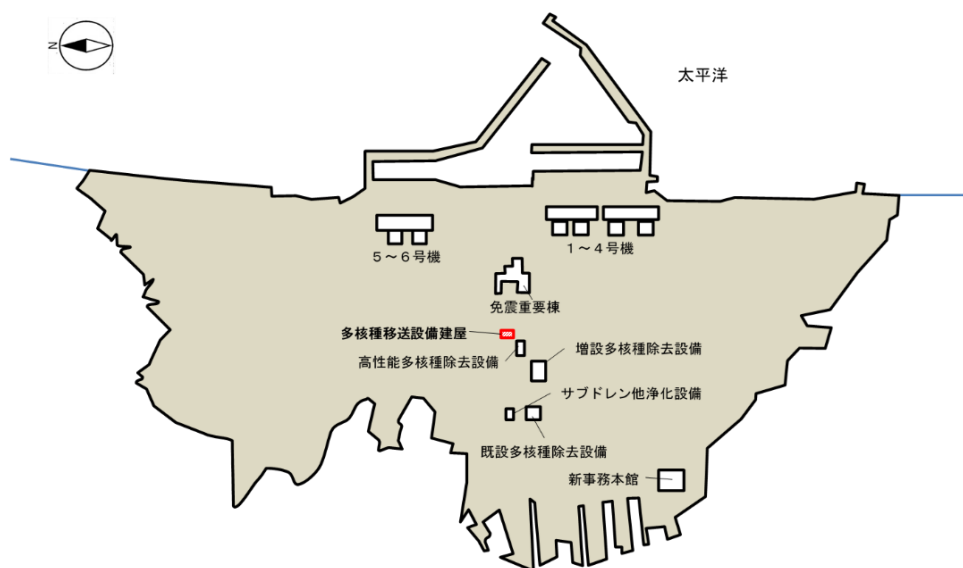 N
太平洋
5～6号機
1～4号機
免震重要棟
多核種移送設備建屋
高性能多核種除去設備
増設多核種除去設備
サブドレン他浄化設備
既設多核種除去設備
新事務本館